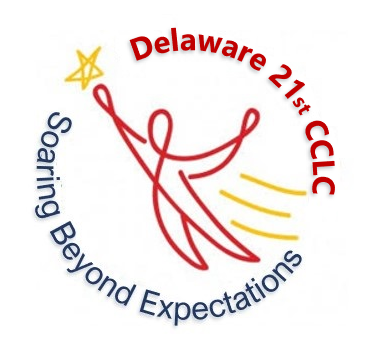 Delaware 21st CCLC
Soaring Beyond Expectations